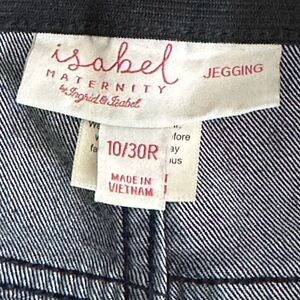 isabel
MATERNITY
by Ingrid & Isabel
JEGGING
10/30R
MADE IN
VIETNAM